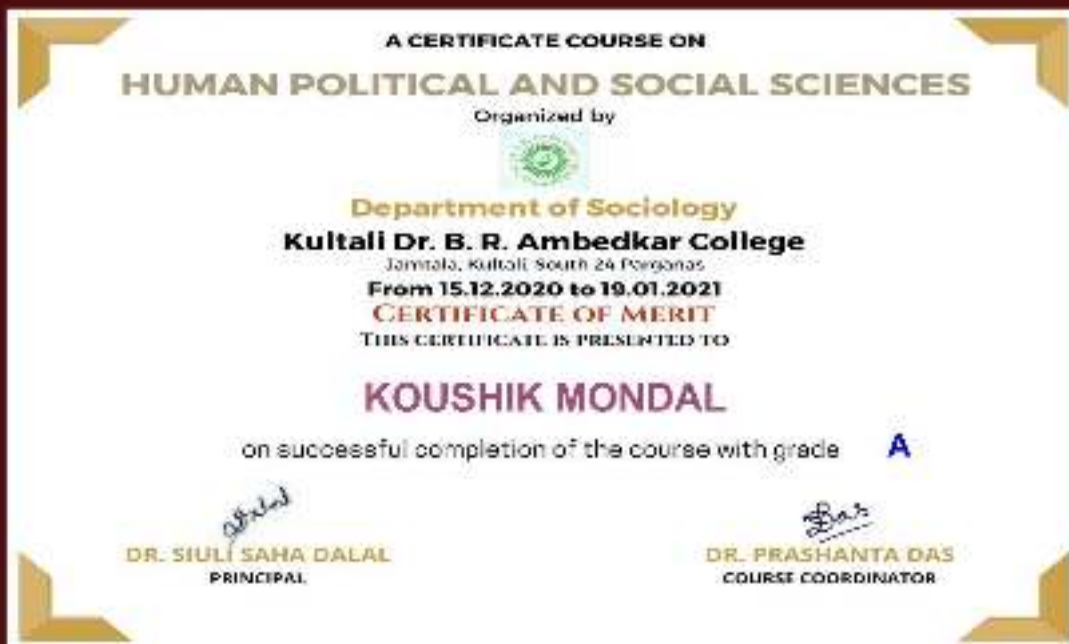 A CERTIFICATE COURSE ON
HUMAN POLITICAL AND SOCIAL SCIENCES
Organized by
Department of Sociology
Kultali Dr. B. R. Ambedkar College
Jamtala, Kultali, South 24 Parganas
From 15.12.2020 to 19.01.2021
CERTIFICATE OF MERIT
THIS CERTIFICATE IS PRESENTED TO
KOUSHIK MONDAL
on successful completion of the course with grade A
Das
DR. SIULI SAHA DALAL
DR. PRASHANTA DAS
PRINCIPAL
COURSE COORDINATOR